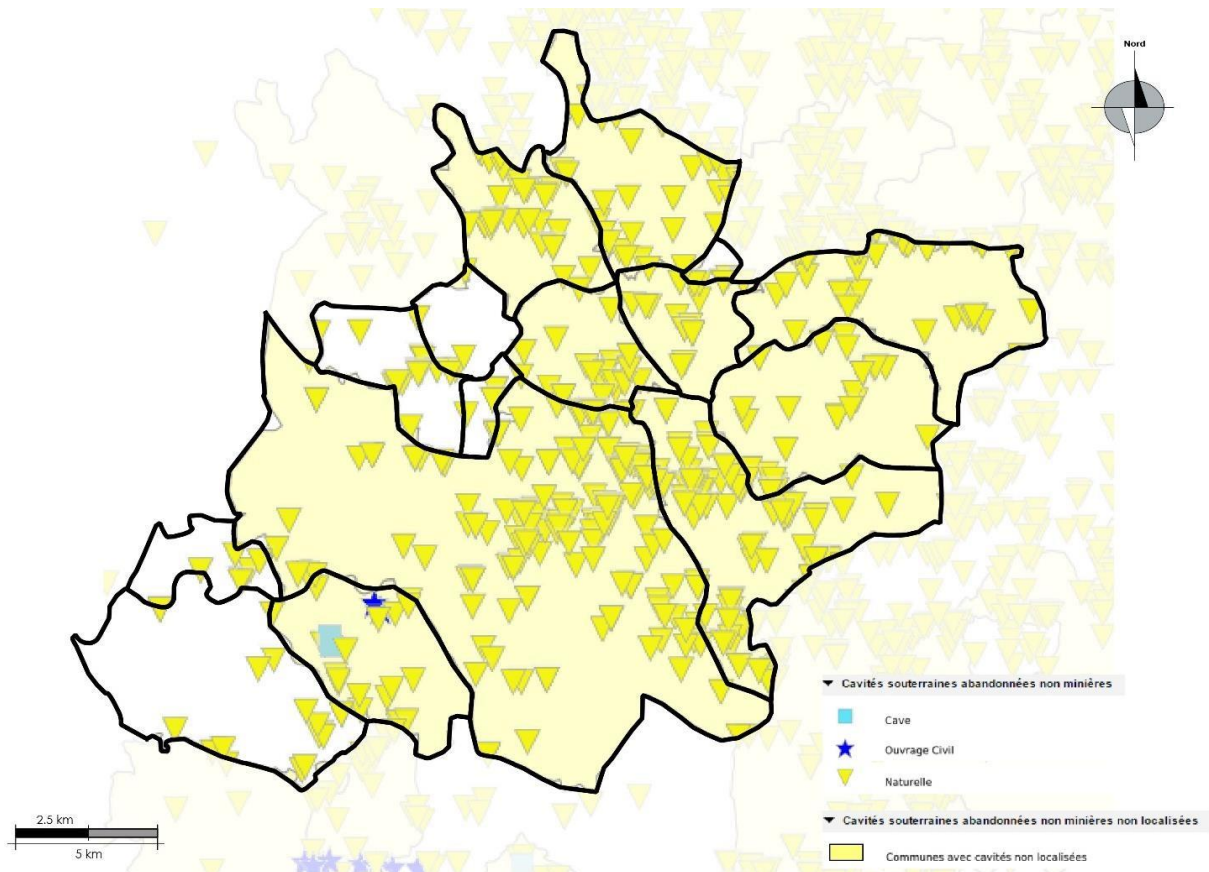 Nord
Cavités souterraines abandonnées non minières
Cave
Ouvrage Civil
Naturelle
Cavités souterraines abandonnées non minières non localisées
Communes avec cavités non localisées
2.5 km
5 km